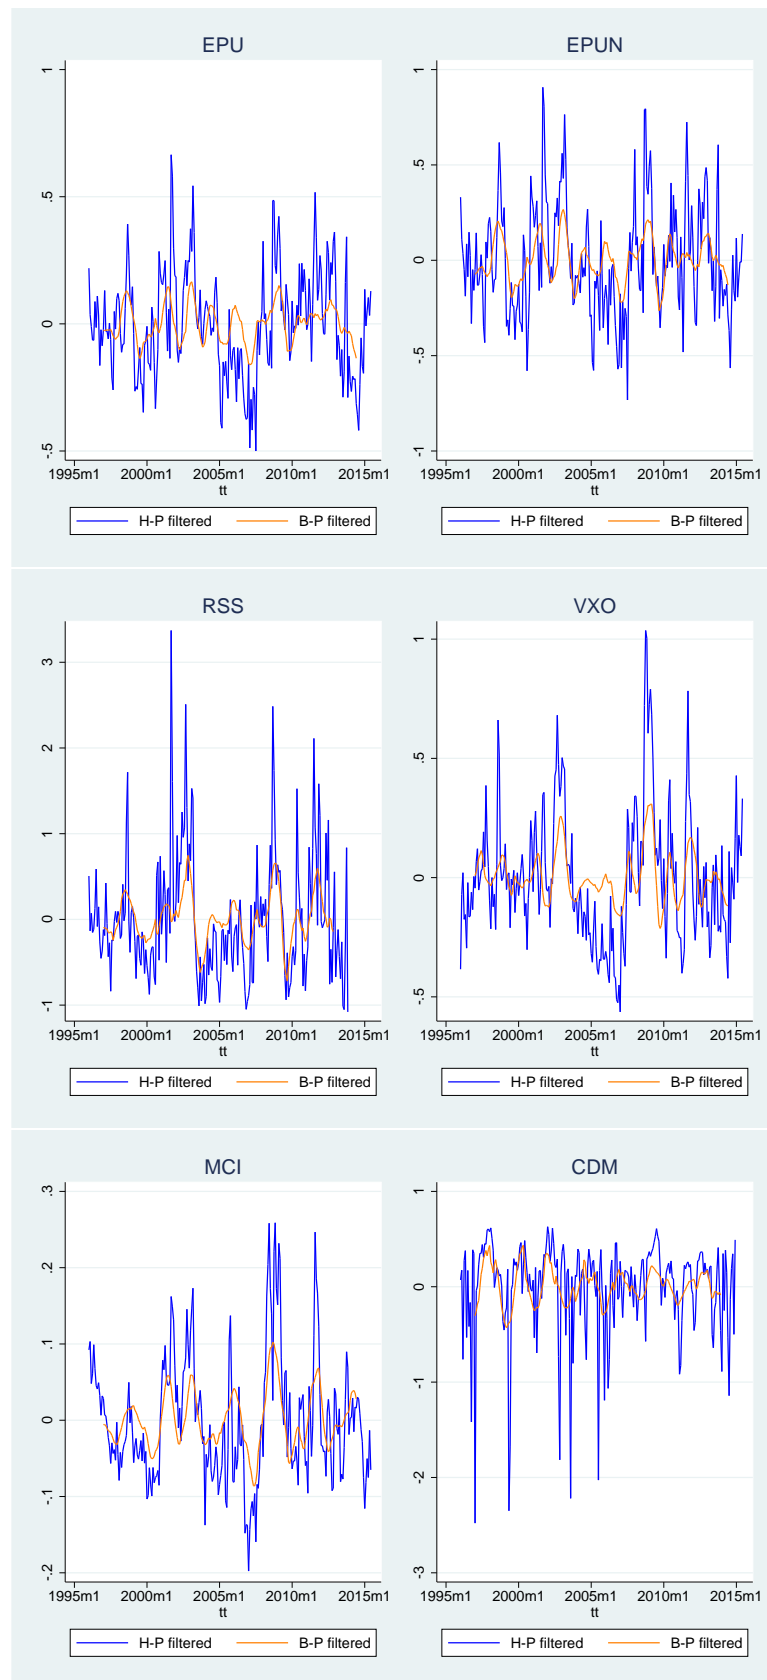 EPU
EPUN
1
.5
0
-.5
1995m1 2000m1 2005m1 2010m1 2015m1
tt
H-P filtered B-P filtered
1
.5
0
-.5
-1
1995m1 2000m1 2005m1 2010m1 2015m1
tt
H-P filtered B-P filtered
RSS
VXO
3
2
1
0
-1
1995m1 2000m1 2005m1 2010m1 2015m1
tt
H-P filtered B-P filtered
1
.5
0
-.5
1995m1 2000m1 2005m1 2010m1 2015m1
tt
H-P filtered B-P filtered
MCI
CDM
.3
.2
.1
0
-.1
-.2
1995m1 2000m1 2005m1 2010m1 2015m1
tt
H-P filtered B-P filtered
1
0
-1
-2
-3
1995m1 2000m1 2005m1 2010m1 2015m1
tt
H-P filtered B-P filtered